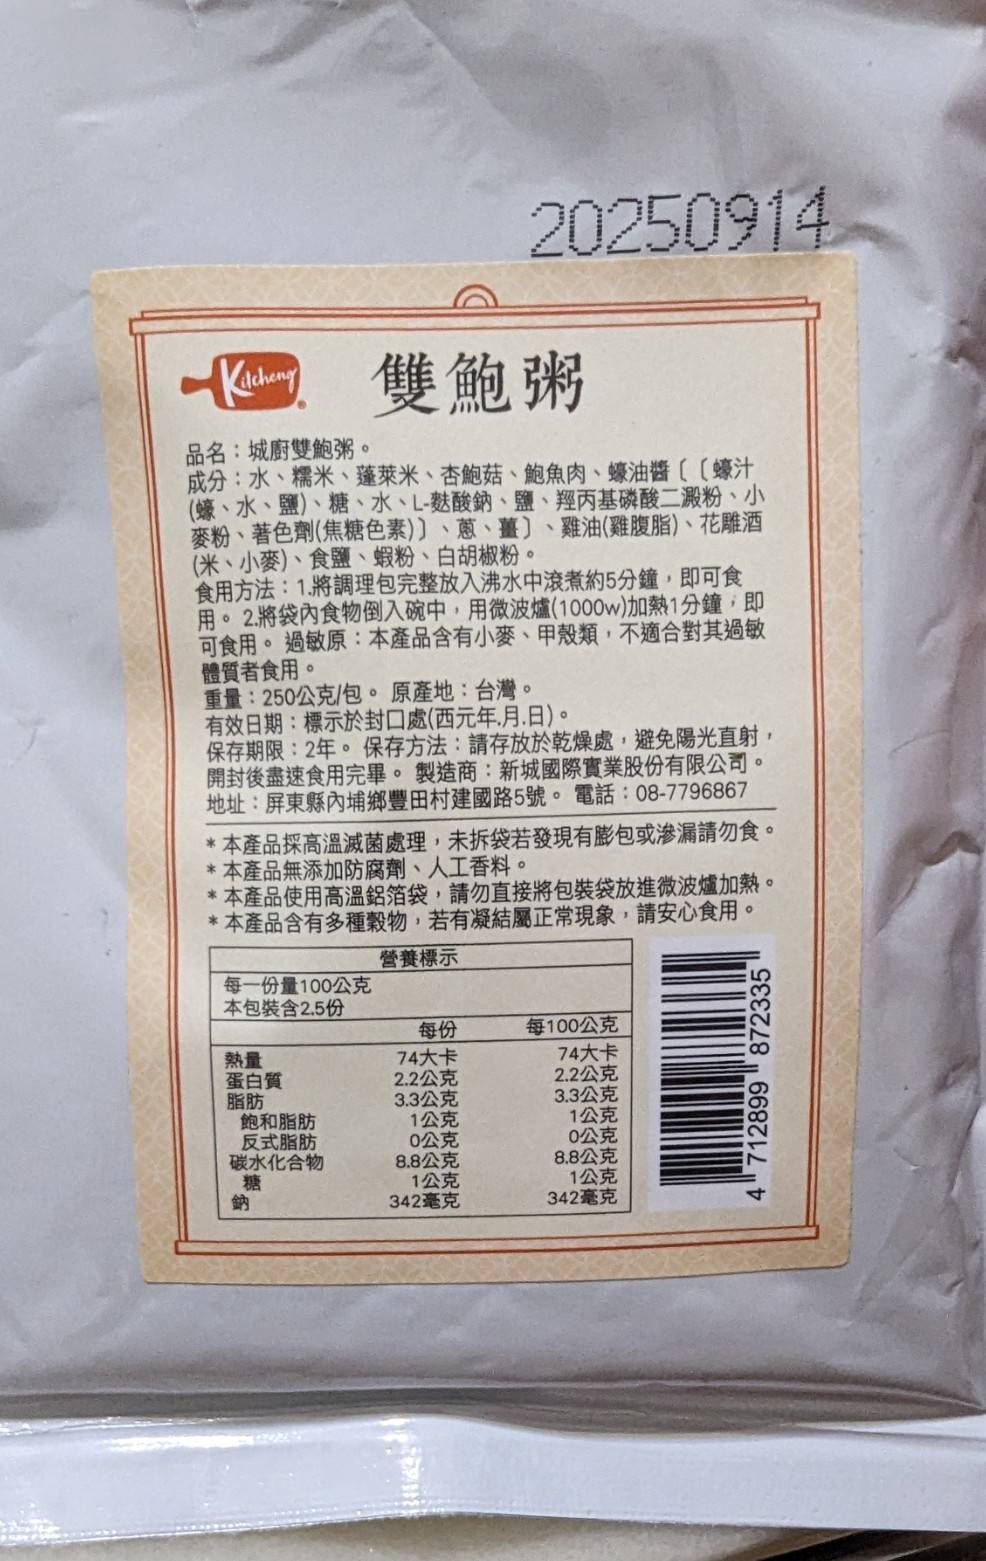 20250914
Kitcheng®
雙鮑粥
品名：城廚雙鮑粥。
成分：水、糯米、蓬萊米、杏鮑菇、鮑魚肉、蠔油醬〔〔蠔汁
(蠔、水、鹽)、糖、水、L-麩酸鈉、鹽、羥丙基磷酸二澱粉、小
麥粉、著色劑(焦糖色素)〕、蔥、薑〕、雞油(雞腹脂)、花雕酒
(米、小麥)、食鹽、蝦粉、白胡椒粉。
食用方法：1.將調理包完整放入沸水中滾煮約5分鐘，即可食
用。 2.將袋內食物倒入碗中，用微波爐(1000w)加熱1分鐘，即
可食用。 過敏原：本產品含有小麥、甲殼類，不適合對其過敏
體質者食用。
重量：250公克/包。 原產地：台灣。
有效日期：標示於封口處(西元年.月.日)。
保存期限：2年。 保存方法：請存放於乾燥處，避免陽光直射，
開封後盡速食用完畢。 製造商：新城國際實業股份有限公司。
地址：屏東縣內埔鄉豐田村建國路5號。 電話：08-7796867
*本產品採高溫滅菌處理，未拆袋若發現有膨包或滲漏請勿食。
*本產品無添加防腐劑、人工香料。
*本產品使用高溫鋁箔袋，請勿直接將包裝袋放進微波爐加熱。
*本產品含有多種穀物，若有凝結屬正常現象，請安心食用。
營養標示
每一份量100公克
本包裝含2.5份
每份 每100公克
熱量 74大卡 74大卡
蛋白質 2.2公克 2.2公克
脂肪 3.3公克 3.3公克
飽和脂肪 1公克 1公克
反式脂肪 0公克 0公克
碳水化合物 8.8公克 8.8公克
糖 1公克 1公克
鈉 342毫克 342毫克
4 712899 872335